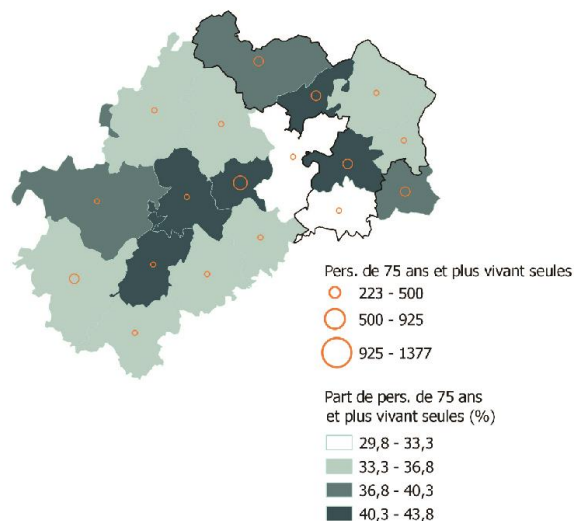 Pers. de 75 ans et plus vivant seules
223 - 500
500 - 925
925 - 1377
Part de pers. de 75 ans
et plus vivant seules (%)
29,8 - 33,3
33,3 - 36,8
36,8 - 40,3
40,3 - 43,8